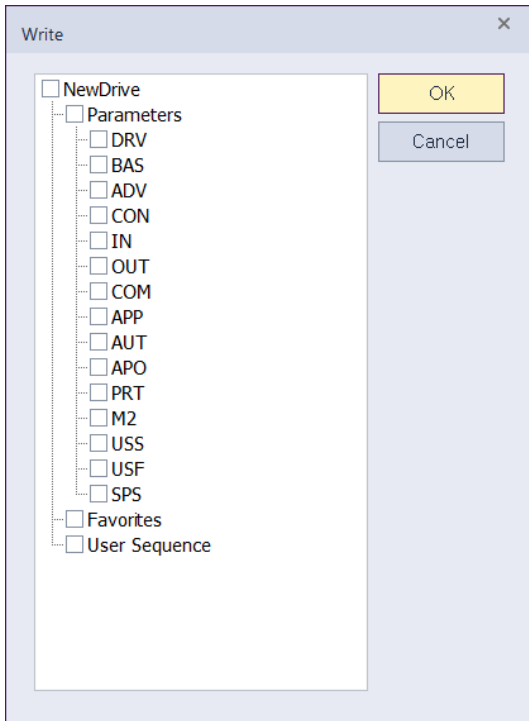 Write
NewDrive
OK
Parameters
DRV
Cancel
BAS
ADV
CON
IN
OUT
COM
APP
AUT
APO
PRT
M2
USS
USF
SPS
Favorites
User Sequence